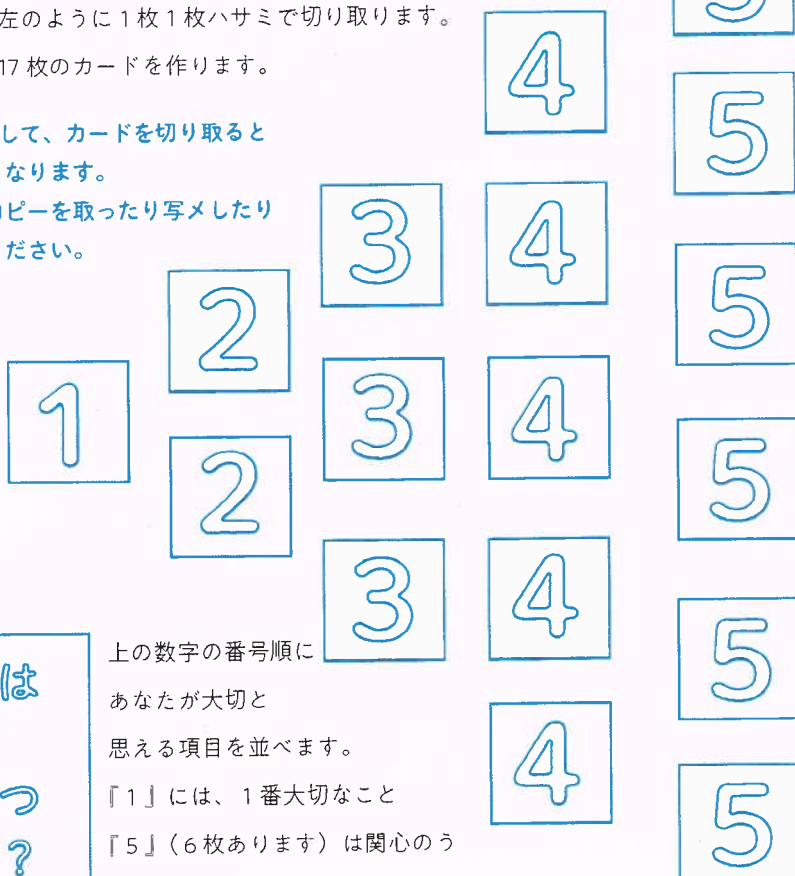 左のように1枚1枚ハサミで切り取ります。
17枚のカードを作ります。
して、カードを切り取ると
なります。
ピーを取ったり写メしたり
ださい。
1
2
2
3
3
3
4
4
4
4
4
5
5
5
5
5
は
つ
?
上の数字の番号順に
あなたが大切と
思える項目を並べます。
『1』には、1番大切なこと
『5』(6枚あります)は関心のう